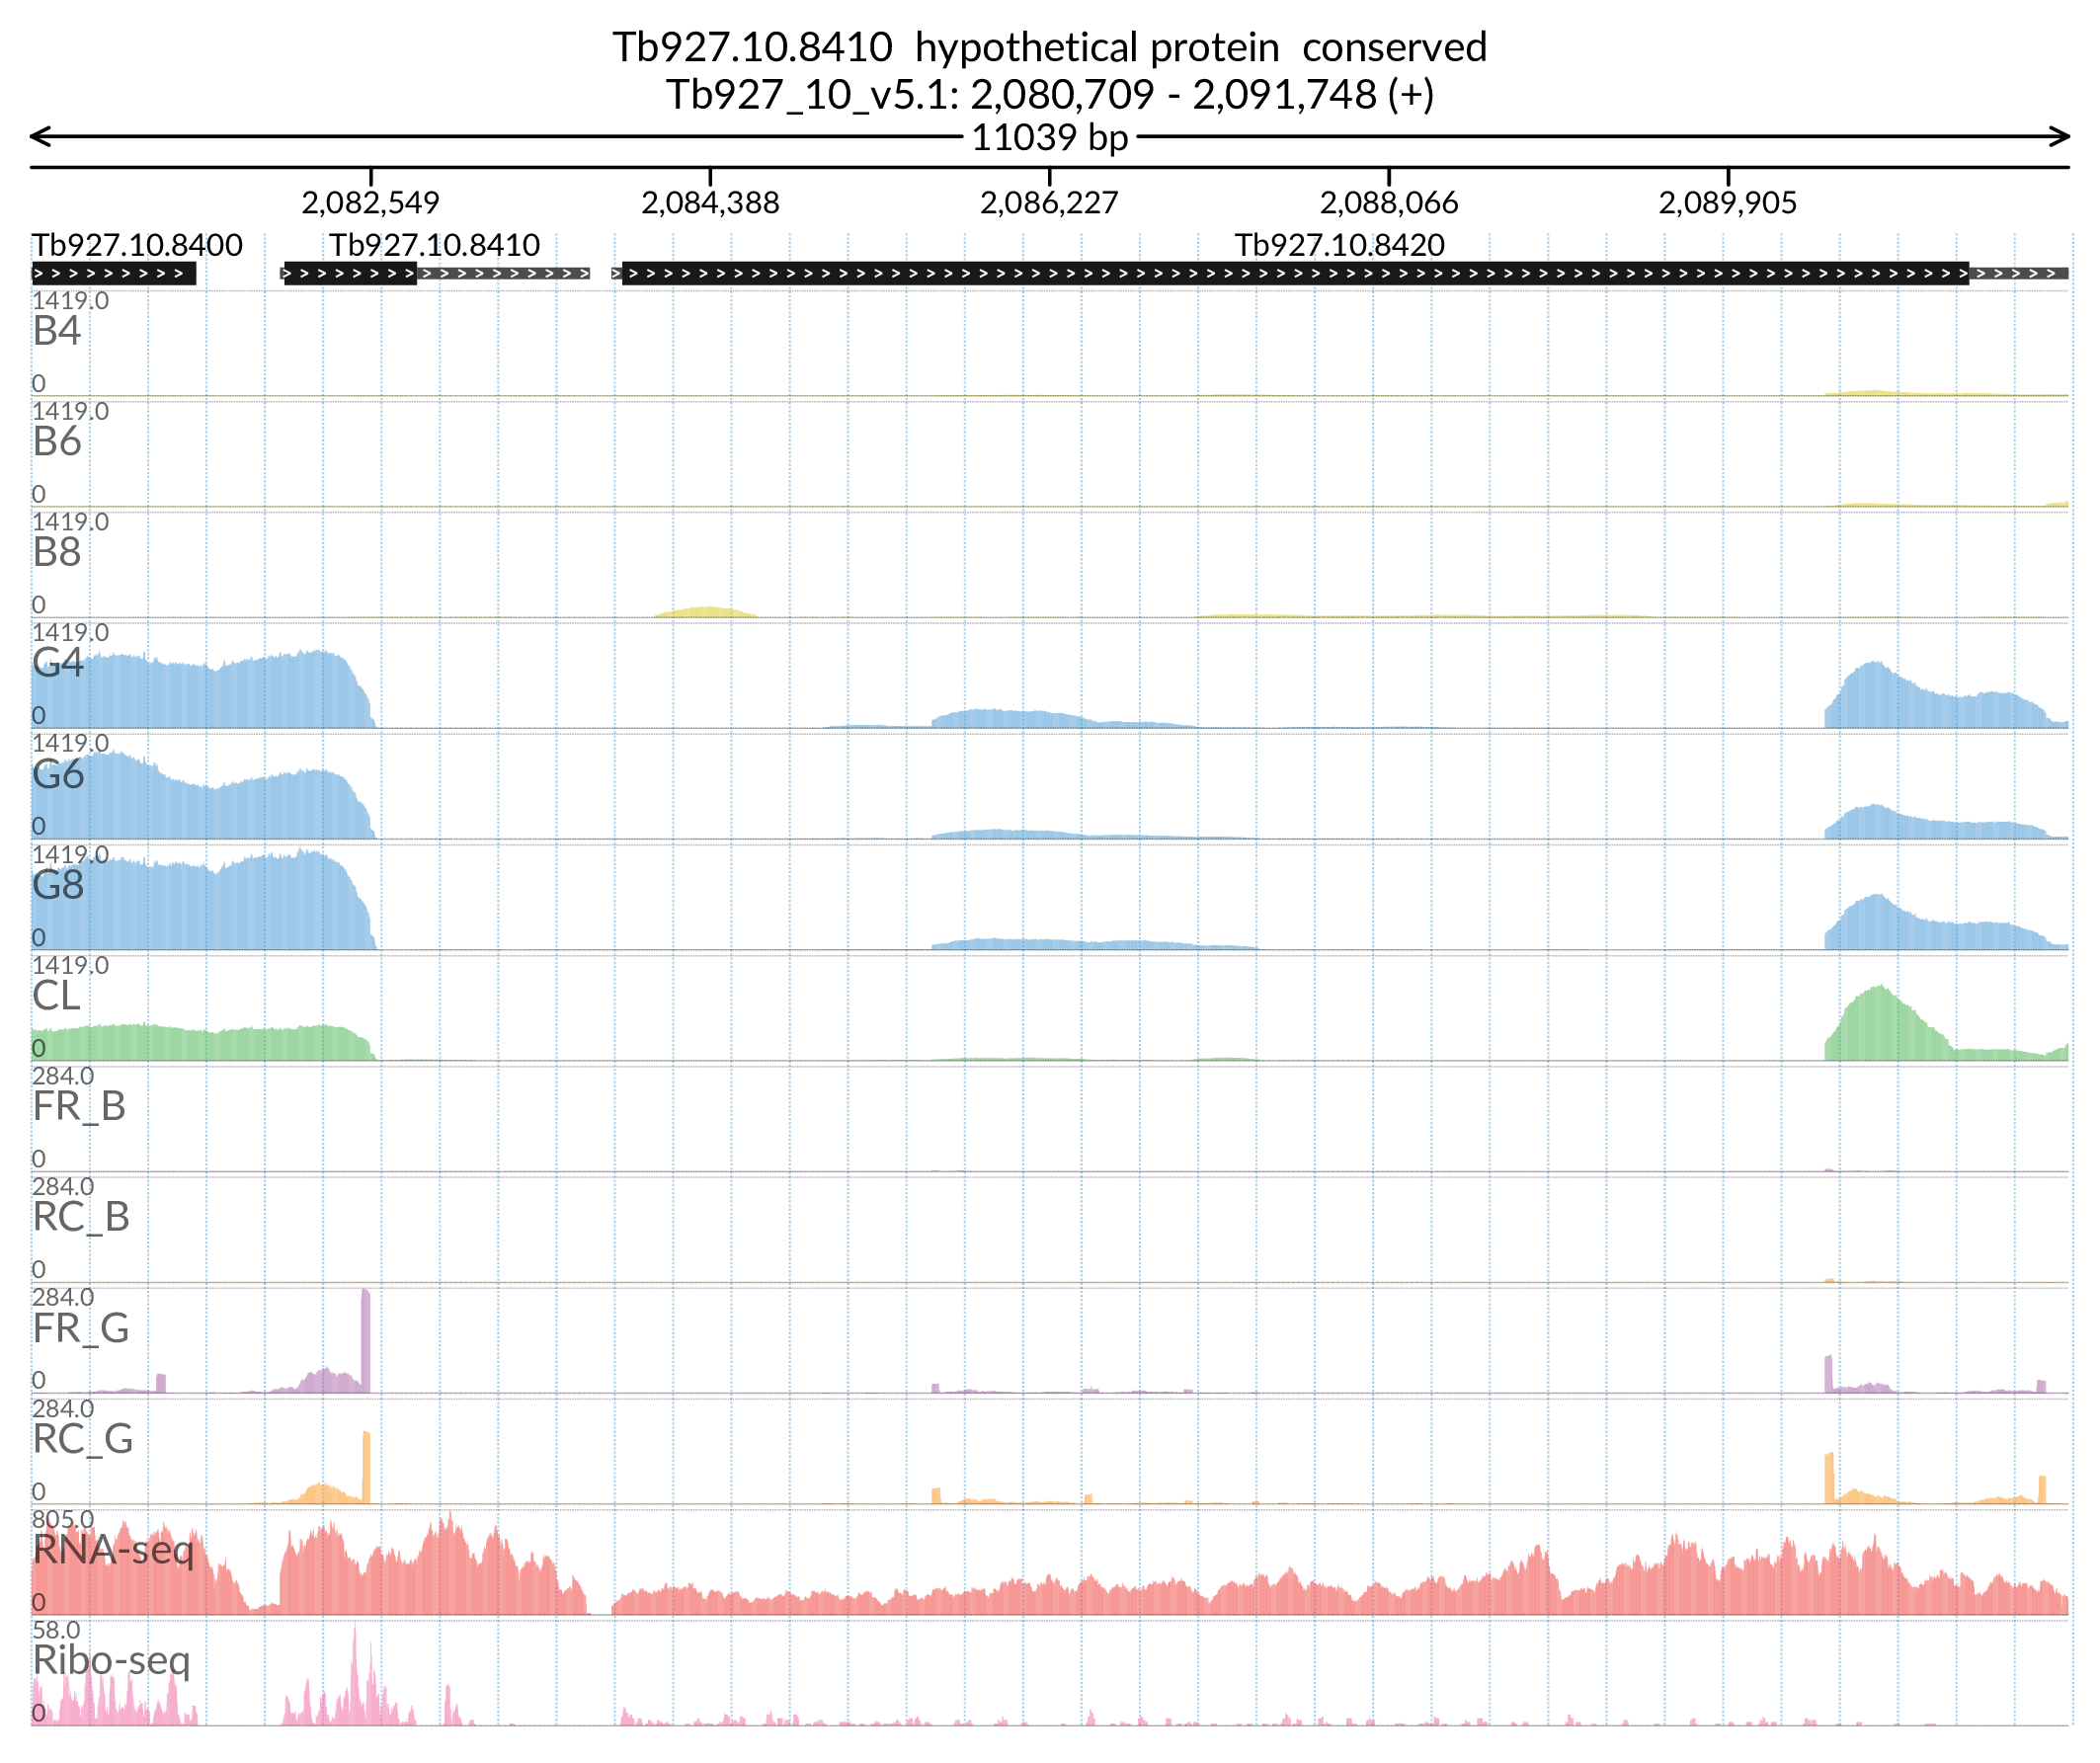 Tb927.10.8410  hypothetical protein  conserved
Tb927_10_v5.1: 2,080,709 - 2,091,748 (+)
11039 bp
2,082,549 2,084,388 2,086,227 2,088,066 2,089,905
Tb927.10.8400 Tb927.10.8410 Tb927.10.8420
1419.0
B4
0
1419.0
B6
0
1419.0
B8
0
1419.0
G4
0
1419.0
G6
0
1419.0
G8
0
1419.0
CL
0
284.0
FR_B
0
284.0
RC_B
0
284.0
FR_G
0
284.0
RC_G
0
805.0
RNA-seq
0
58.0
Ribo-seq
0